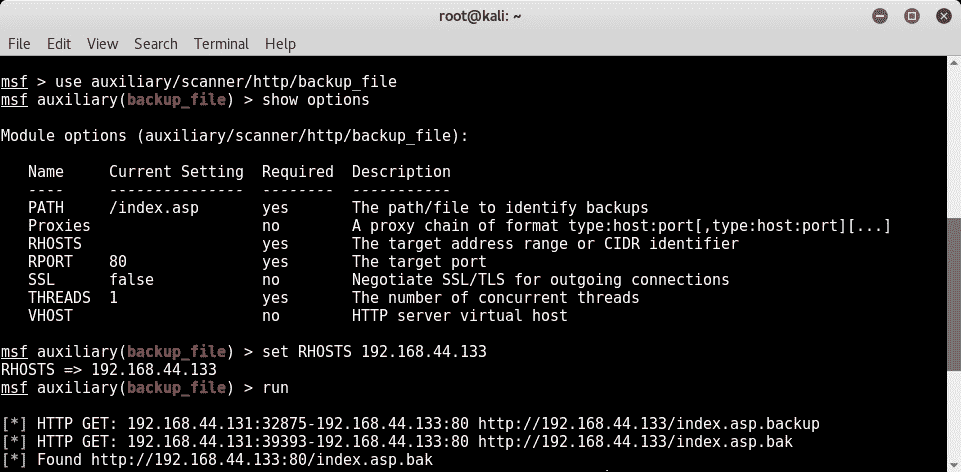 root@kali: ~
File Edit View Search Terminal Help
msf > use auxiliary/scanner/http/backup_file
msf auxiliary(backup_file) > show options
Module options (auxiliary/scanner/http/backup_file):
Name Current Setting Required Description
---- --------------- -------- -----------
PATH /index.asp yes The path/file to identify backups
Proxies no A proxy chain of format type:host:port[,type:host:port][...]
RHOSTS yes The target address range or CIDR identifier
RPORT 80 yes The target port
SSL false no Negotiate SSL/TLS for outgoing connections
THREADS 1 yes The number of concurrent threads
VHOST no HTTP server virtual host
msf auxiliary(backup_file) > set RHOSTS 192.168.44.133
RHOSTS => 192.168.44.133
msf auxiliary(backup_file) > run
[*] HTTP GET: 192.168.44.131:32875-192.168.44.133:80 http://192.168.44.133/index.asp.backup
[*] HTTP GET: 192.168.44.131:39393-192.168.44.133:80 http://192.168.44.133/index.asp.bak
[*] Found http://192.168.44.133:80/index.asp.bak